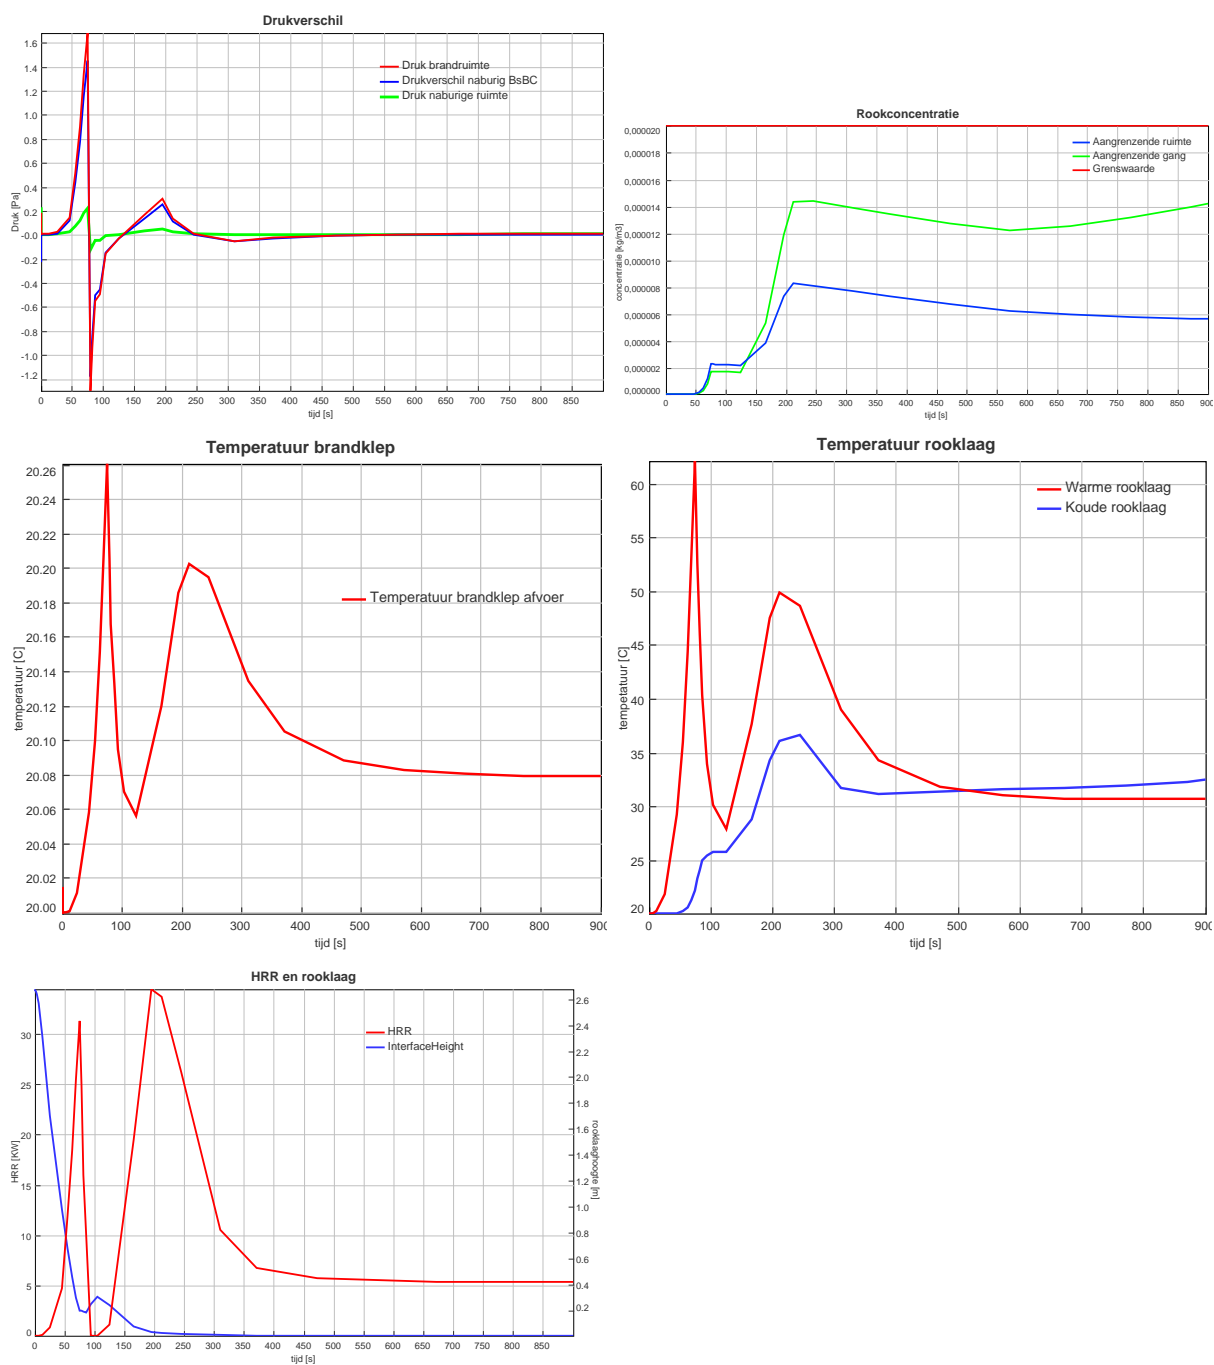 Drukverschil
1.6
1.4
1.2
1.0
0.8
0.6
0.4
0.2
-0.0
-0.2
-0.4
-0.6
-0.8
-1.0
-1.2
Druk [Pa]
Druk brandruimte
Drukverschil naburig BsBC
Druk naburige ruimte
0 50 100 150 200 250 300 350 400 450 500 550 600 650 700 750 800 850
tijd [s]
Rookconcentratie
0,000020
0,000018
0,000016
0,000014
0,000012
0,000010
0,000008
0,000006
0,000004
0,000002
0,000000
concentratie [kg/m3]
Aangrenzende ruimte
Aangrenzende gang
Grenswaarde
0 50 100 150 200 250 300 350 400 450 500 550 600 650 700 750 800 850 900
tijd [s]
Temperatuur brandklep
20.26
20.24
20.22
20.20
20.18
20.16
20.14
20.12
20.10
20.08
20.06
20.04
20.02
20.00
temperatuur [C]
Temperatuur brandklep afvoer
0 100 200 300 400 500 600 700 800 900
tijd [s]
Temperatuur rooklaag
60
55
50
45
40
35
30
25
20
tempetatuur [C]
Warme rooklaag
Koude rooklaag
0 100 200 300 400 500 600 700 800 900
tijd [s]
HRR en rooklaag
30
25
20
15
10
5
0
HRR [KW]
HRR
InterfaceHeight
2.6
2.4
2.2
2.0
1.8
1.6
1.4
1.2
1.0
0.8
0.6
0.4
0.2
rooklaaghoogte [m]
0 50 100 150 200 250 300 350 400 450 500 550 600 650 700 750 800 850
tijd [s]